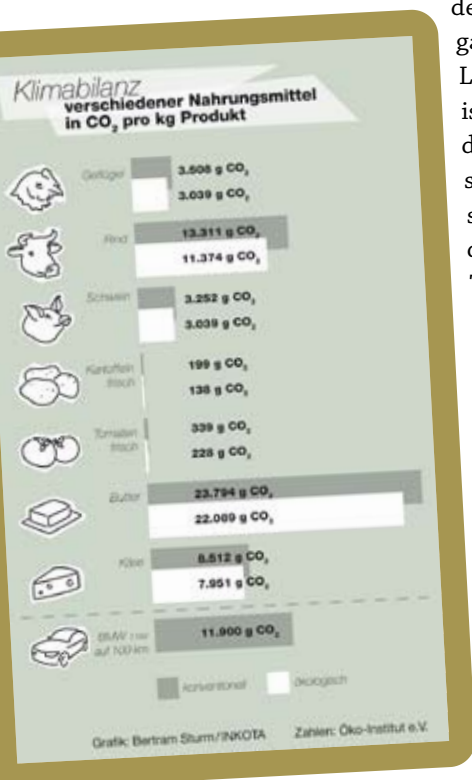 Klimabilanz
verschiedener Nahrungsmittel
in CO₂ pro kg Produkt
Geflügel
3.508 g CO₂
3.039 g CO₂
Rind
13.311 g CO₂
11.374 g CO₂
Schwein
3.252 g CO₂
3.039 g CO₂
Kartoffeln
frisch
199 g CO₂
138 g CO₂
Tomaten
frisch
339 g CO₂
228 g CO₂
Butter
23.794 g CO₂
22.089 g CO₂
Käse
8.512 g CO₂
7.951 g CO₂
BMW
auf 100 km
11.900 g CO₂
konventionell
ökologisch
Grafik: Bertram Sturm/INKOTA
Zahlen: Öko-Institut e.V.